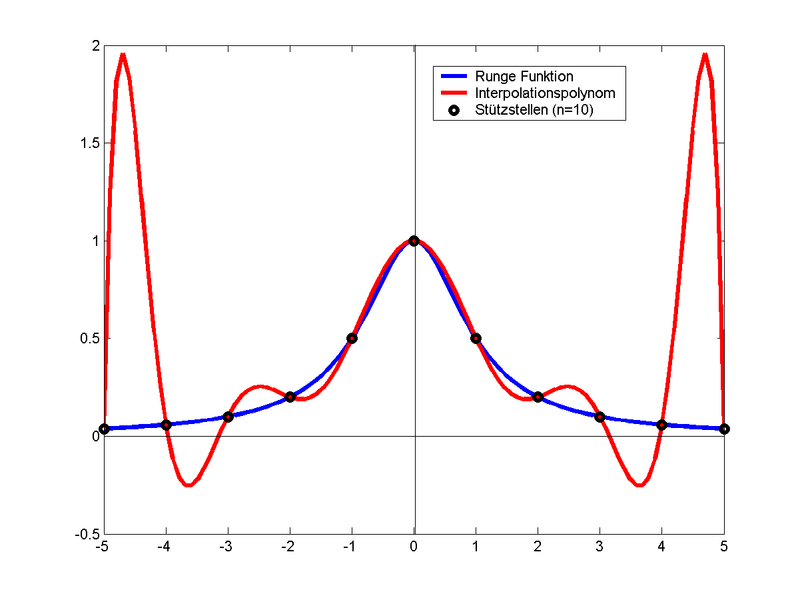 2
Runge Funktion
Interpolationspolynom
Stützstellen (n=10)
1.5
1
0.5
0
-0.5
-5 -4 -3 -2 -1 0 1 2 3 4 5